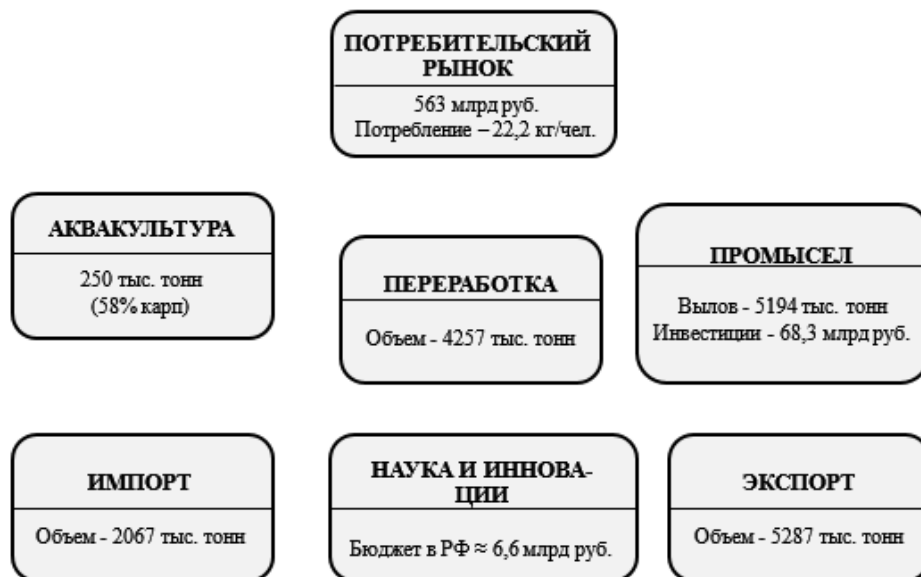 ПОТРЕБИТЕЛЬСКИЙ
РЫНОК
563 млрд руб.
Потребление – 22,2 кг/чел.
АКВАКУЛЬТУРА
250 тыс. тонн
(58% карп)
ПЕРЕРАБОТКА
Объем - 4257 тыс. тонн
ПРОМЫСЕЛ
Вылов - 5194 тыс. тонн
Инвестиции - 68,3 млрд руб.
ИМПОРТ
Объем - 2067 тыс. тонн
НАУКА И ИННОВА-
ЦИИ
Бюджет в РФ ≈ 6,6 млрд руб.
ЭКСПОРТ
Объем - 5287 тыс. тонн